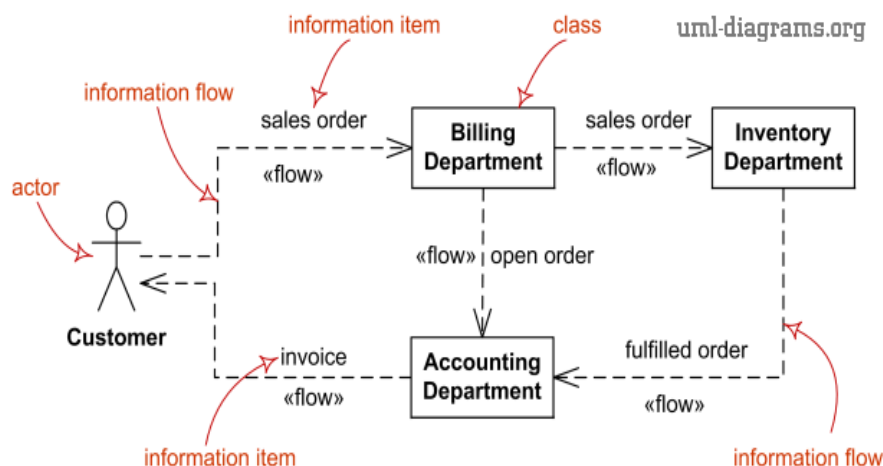 information item
class
uml-diagrams.org
information flow
sales order
Billing
Department
sales order
Inventory
Department
«flow»
«flow»
actor
«flow»
open order
Customer
invoice
Accounting
Department
fulfilled order
«flow»
«flow»
information item
information flow